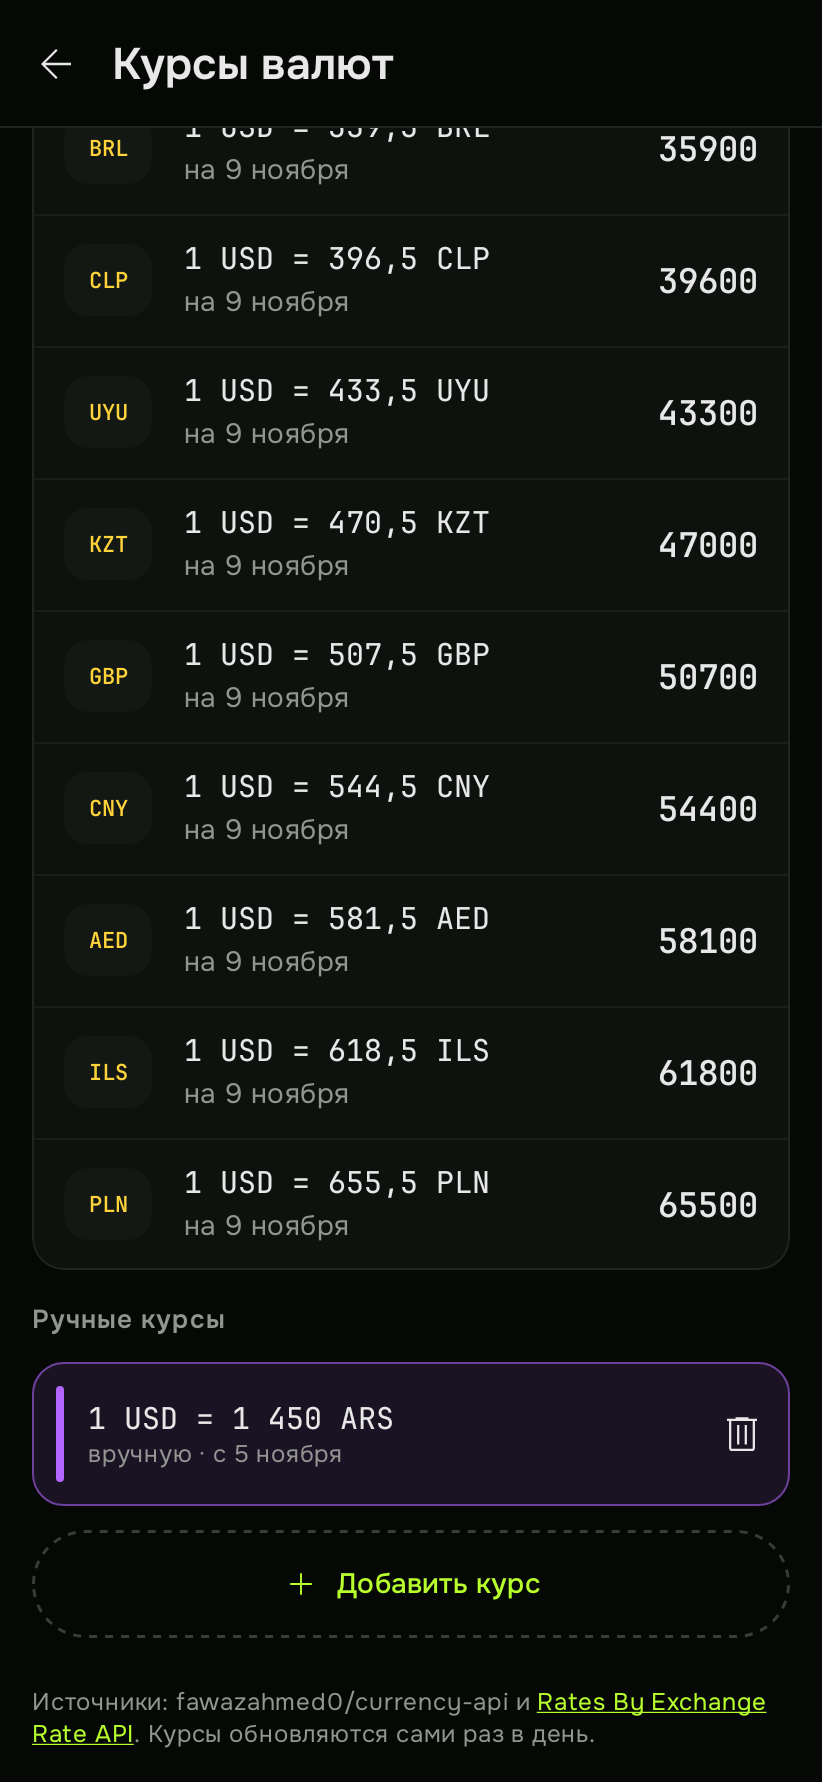 Курсы валют
BRL
1 USD = 359,5 BRL
на 9 ноября
35900
CLP
1 USD = 396,5 CLP
на 9 ноября
39600
UYU
1 USD = 433,5 UYU
на 9 ноября
43300
KZT
1 USD = 470,5 KZT
на 9 ноября
47000
GBP
1 USD = 507,5 GBP
на 9 ноября
50700
CNY
1 USD = 544,5 CNY
на 9 ноября
54400
AED
1 USD = 581,5 AED
на 9 ноября
58100
ILS
1 USD = 618,5 ILS
на 9 ноября
61800
PLN
1 USD = 655,5 PLN
на 9 ноября
65500
Ручные курсы
1 USD = 1 450 ARS
вручную · с 5 ноября
Добавить курс
Источники: fawazahmed0/currency-api и Rates By Exchange
Rate API. Курсы обновляются сами раз в день.